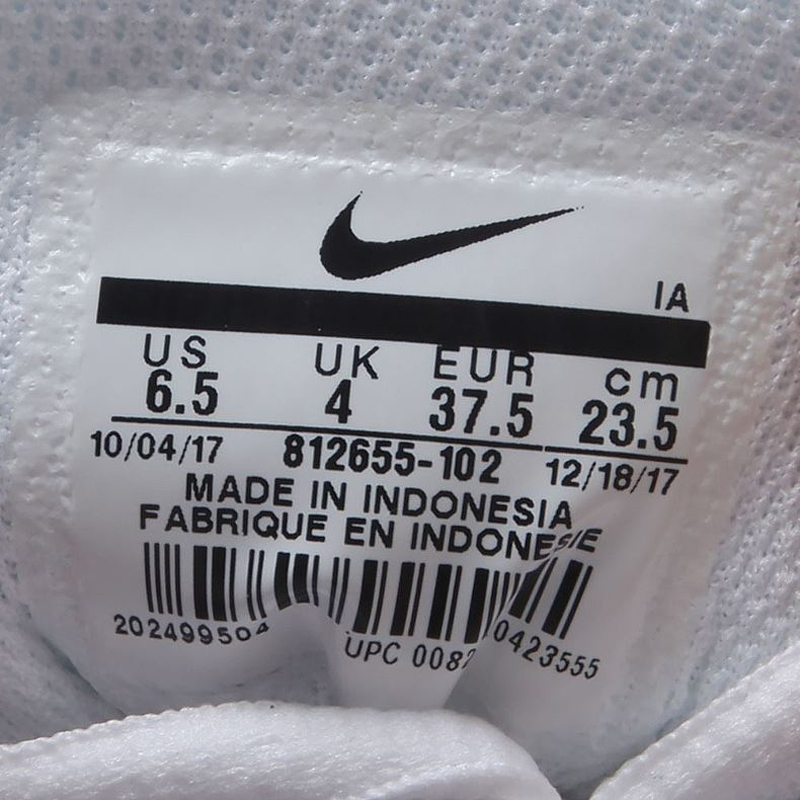 IA
US UK EUR cm
6.5 4 37.5 23.5
10/04/17 812655-102 12/18/17
MADE IN INDONESIA
FABRIQUE EN INDONESIE
202499504
UPC 0082 0423555